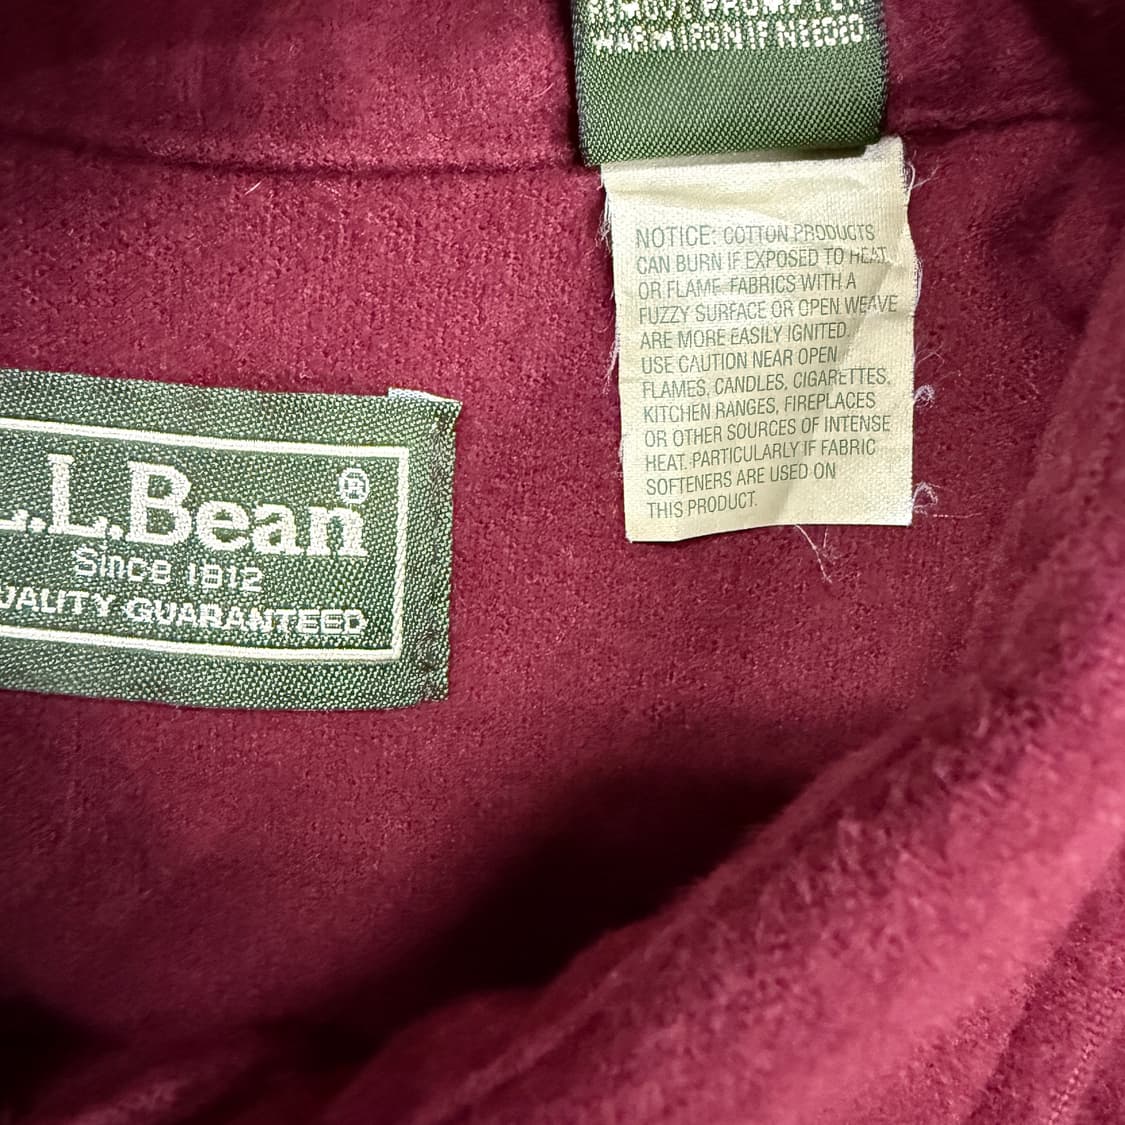 WARM IRON IF NEEDED
NOTICE: COTTON PRODUCTS
CAN BURN IF EXPOSED TO HEAT
OR FLAME. FABRICS WITH A
FUZZY SURFACE OR OPEN WEAVE
ARE MORE EASILY IGNITED.
USE CAUTION NEAR OPEN
FLAMES, CANDLES, CIGARETTES,
KITCHEN RANGES, FIREPLACES
OR OTHER SOURCES OF INTENSE
HEAT. PARTICULARLY IF FABRIC
SOFTENERS ARE USED ON
THIS PRODUCT.
L.L.Bean®
Since 1912
UALITY GUARANTEED